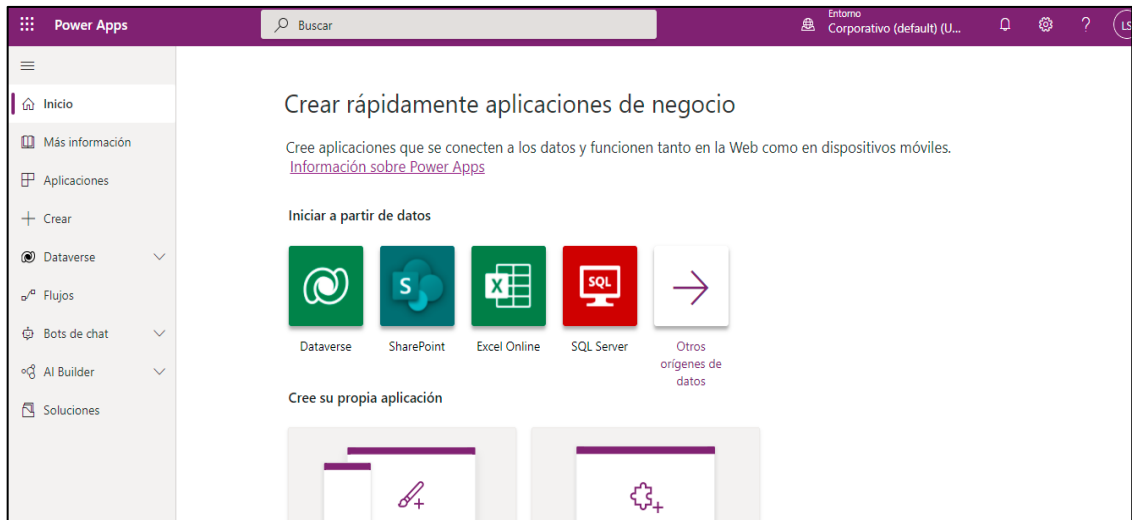 Power Apps
Buscar
Entorno
Corporativo (default) (U...
?
LS
Inicio
Más información
Aplicaciones
Crear
Dataverse
Flujos
Bots de chat
AI Builder
Soluciones
Crear rápidamente aplicaciones de negocio
Cree aplicaciones que se conecten a los datos y funcionen tanto en la Web como en dispositivos móviles.
Información sobre Power Apps
Iniciar a partir de datos
S
X
SQL
Dataverse
SharePoint
Excel Online
SQL Server
Otros
orígenes de
datos
Cree su propia aplicación